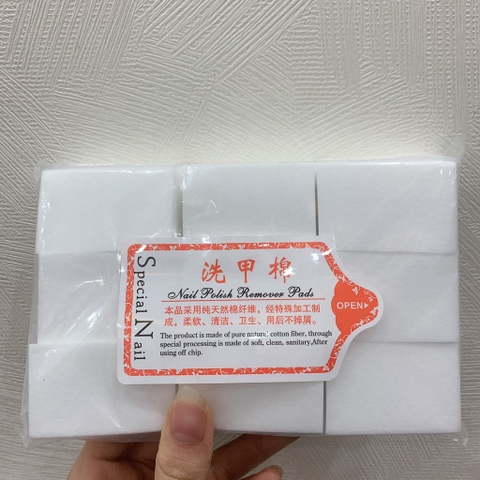 洗甲棉
Nail Polish Remover Pads
本品采用纯天然棉纤维，经特殊加工制
成，柔软、清洁、卫生、用后不掉屑。
The product is made of pure natural cotton fiber, through
special processing is made of soft, clean, sanitary.After
using off chip.
Special Nail
OPEN